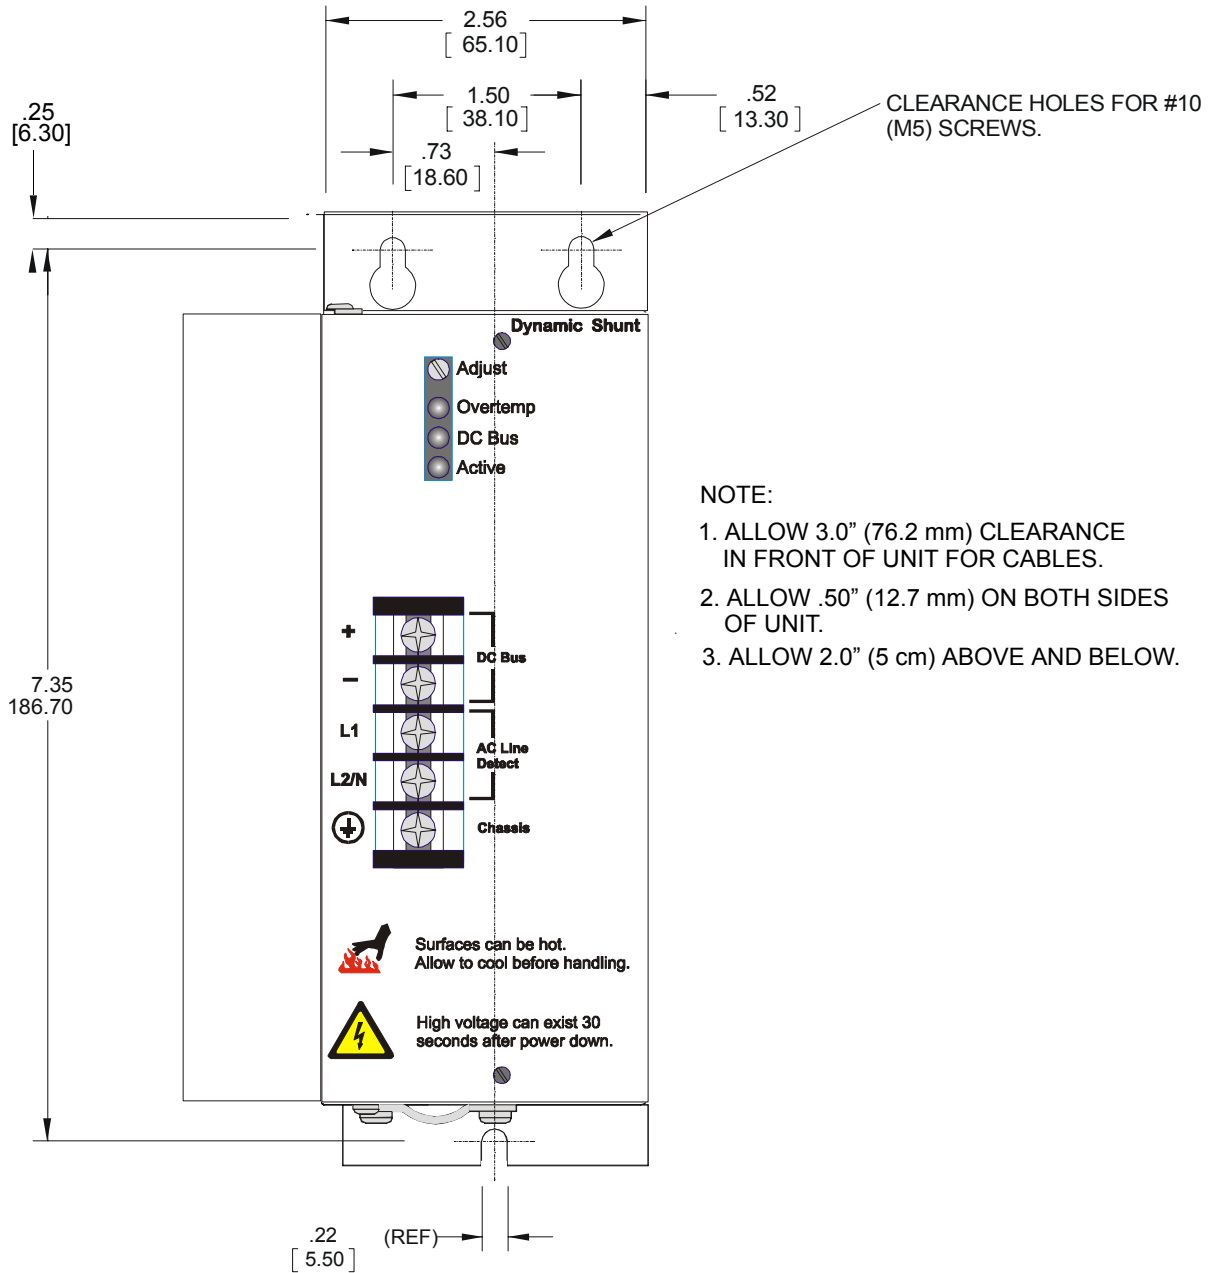 2.56
[ 65.10]
1.50
[ 38.10]
.52
[ 13.30 ]
.73
[18.60 ]
.25
[6.30]
CLEARANCE HOLES FOR #10
(M5) SCREWS.
Dynamic Shunt
Adjust
Overtemp
DC Bus
Active
NOTE:
1. ALLOW 3.0” (76.2 mm) CLEARANCE
IN FRONT OF UNIT FOR CABLES.
2. ALLOW .50” (12.7 mm) ON BOTH SIDES
OF UNIT.
3. ALLOW 2.0” (5 cm) ABOVE AND BELOW.
+
–
L1
L2/N
DC Bus
AC Line
Detect
Chassis
7.35
186.70
Surfaces can be hot.
Allow to cool before handling.
High voltage can exist 30
seconds after power down.
.22
[ 5.50 ]
(REF)